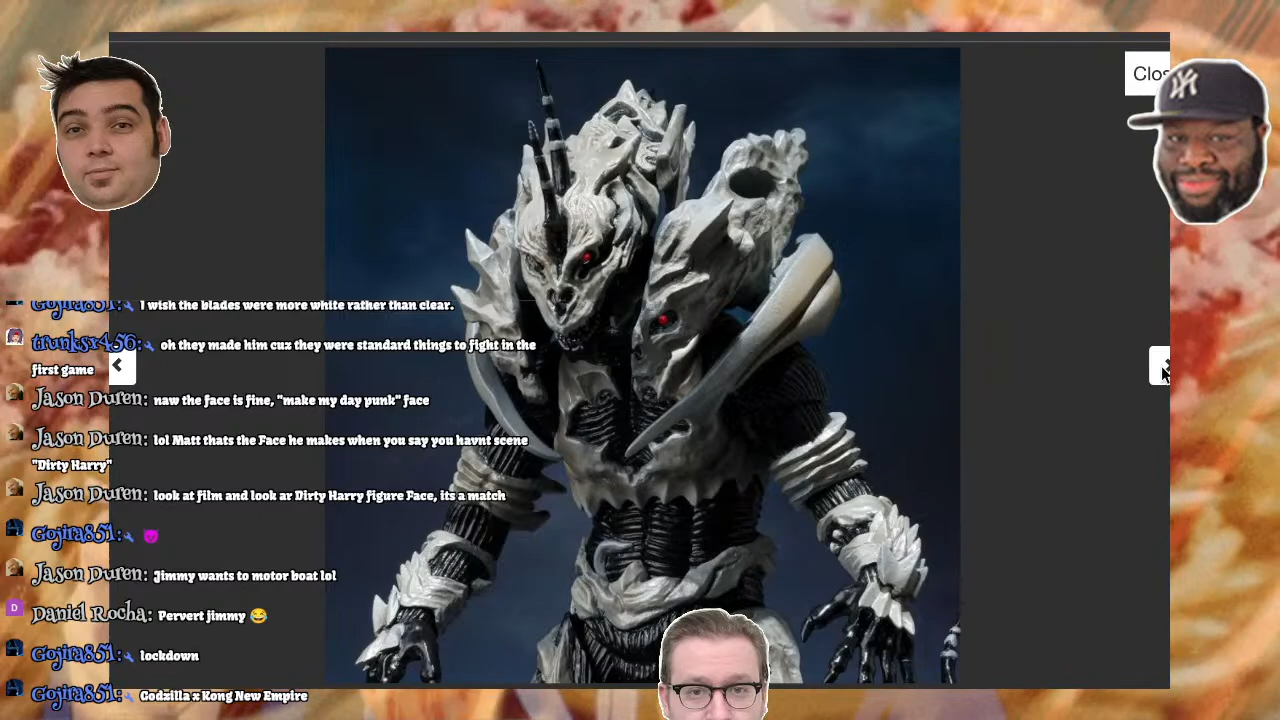 Clos
Gojira851: I wish the blades were more white rather than clear.
trunksx456: oh they made him cuz they were standard things to fight in the
first game
Jason Duren: naw the face is fine, "make my day punk" face
Jason Duren: lol Matt thats the Face he makes when you say you havnt scene
"Dirty Harry"
Jason Duren: look at film and look ar Dirty Harry figure Face, its a match
Gojira851: 😈
Jason Duren: Jimmy wants to motor boat lol
D Daniel Rocha: Pervert jimmy 😂
Gojira851: lockdown
Gojira851: Godzilla x Kong New Empire